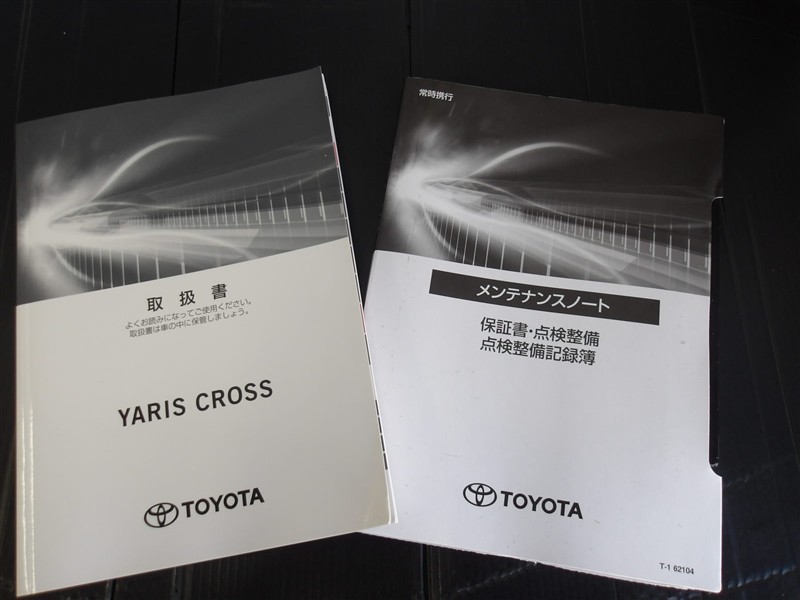 取扱書
よくお読みになってご使用ください。
取扱書は車の中に保管しましょう。
YARIS CROSS
TOYOTA
常時携行
メンテナンスノート
保証書・点検整備
点検整備記録簿
TOYOTA
T-1 62104